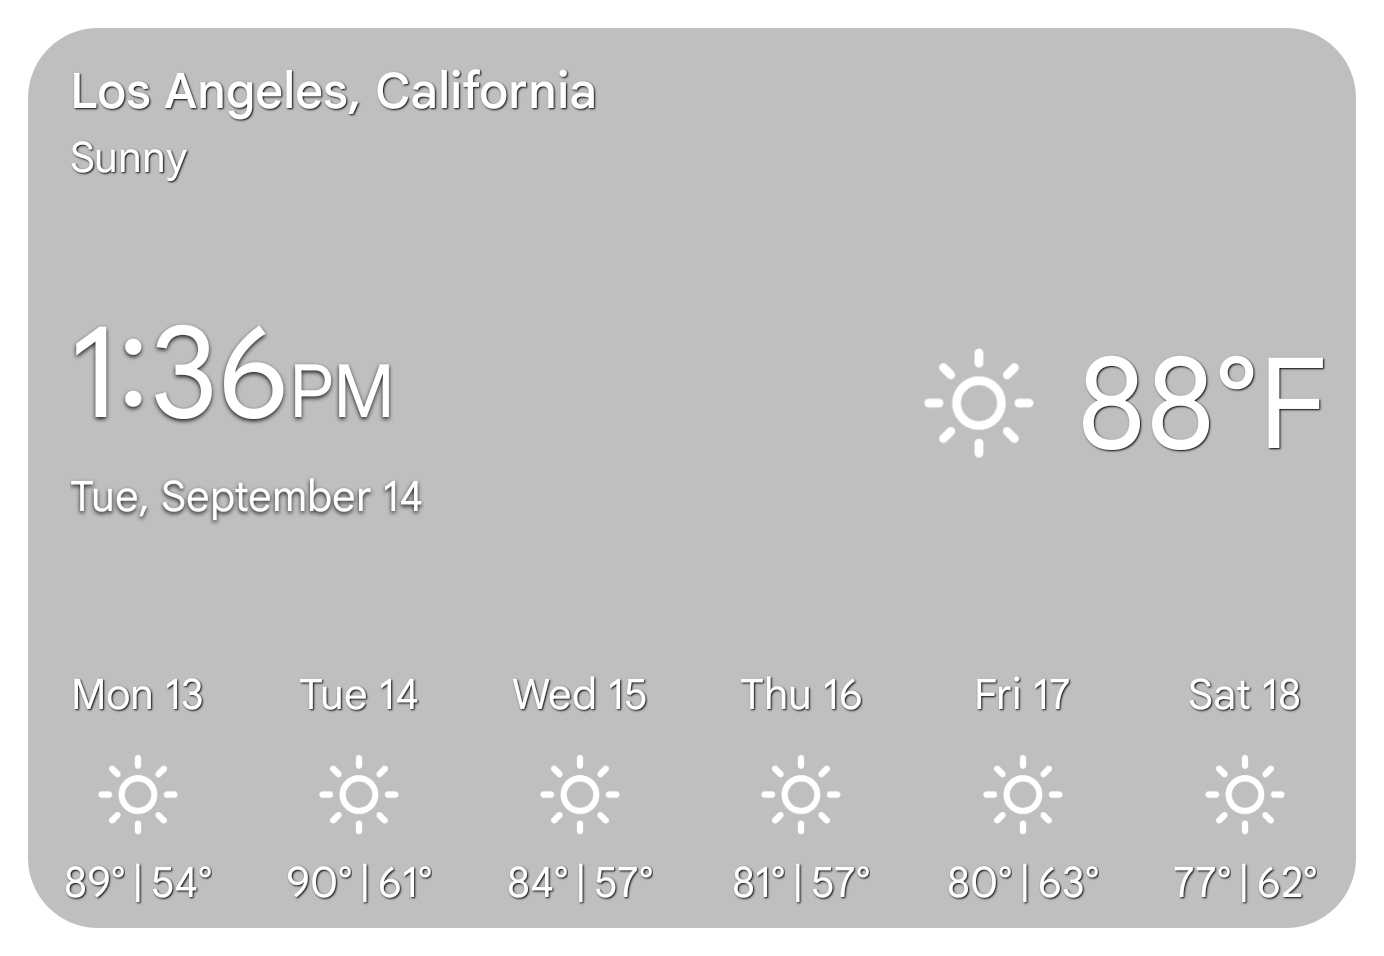 Los Angeles, California
Sunny
1:36PM
88°F
Tue, September 14
Mon 13 Tue 14 Wed 15 Thu 16 Fri 17 Sat 18
89°|54° 90°|61° 84°|57° 81°|57° 80°|63° 77°|62°